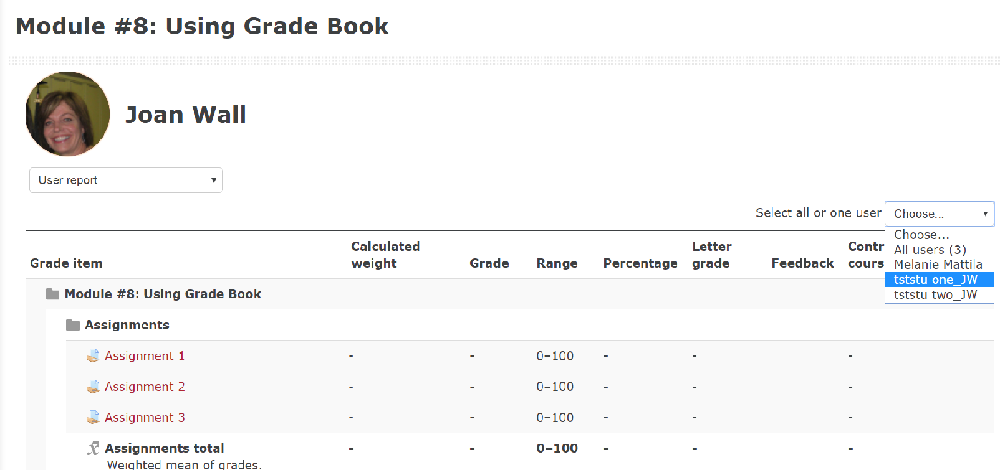 Module #8: Using Grade Book
Joan Wall
User report
Select all or one user Choose...
Choose...
All users (3)
Melanie Mattila
tststu one_JW
tststu two_JW
Grade item Calculated weight Grade Range Percentage Letter grade Feedback
Module #8: Using Grade Book
Assignments
Assignment 1 - - 0–100 - - -
Assignment 2 - - 0–100 - - -
Assignment 3 - - 0–100 - - -
x̄ Assignments total - - 0–100 - - -
Weighted mean of grades.